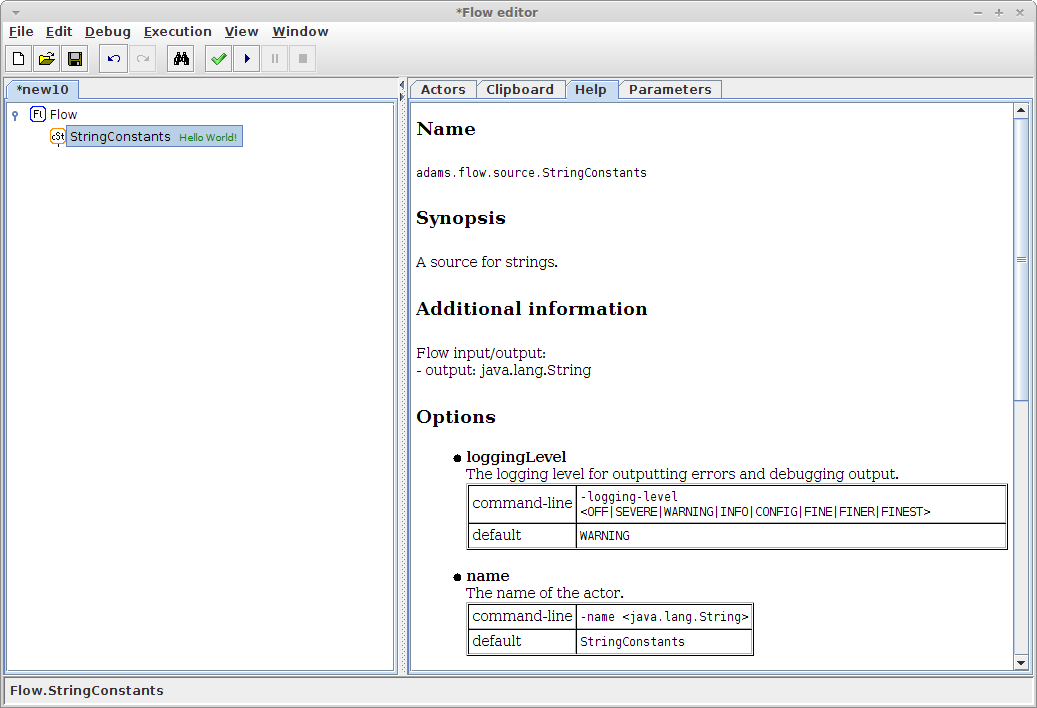 *Flow editor
File Edit Debug Execution View Window
*new10
Flow
StringConstants Hello World!
Actors Clipboard Help Parameters
Name
adams.flow.source.StringConstants
Synopsis
A source for strings.
Additional information
Flow input/output:
- output: java.lang.String
Options
loggingLevel
The logging level for outputting errors and debugging output.
command-line -logging-level
<OFF|SEVERE|WARNING|INFO|CONFIG|FINE|FINER|FINEST>
default WARNING
name
The name of the actor.
command-line -name <java.lang.String>
default StringConstants
Flow.StringConstants